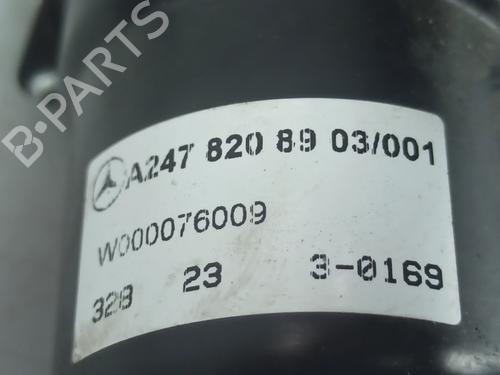 B-PARTS
A247 820 89 03/001
W000076009
328 23 3-0169